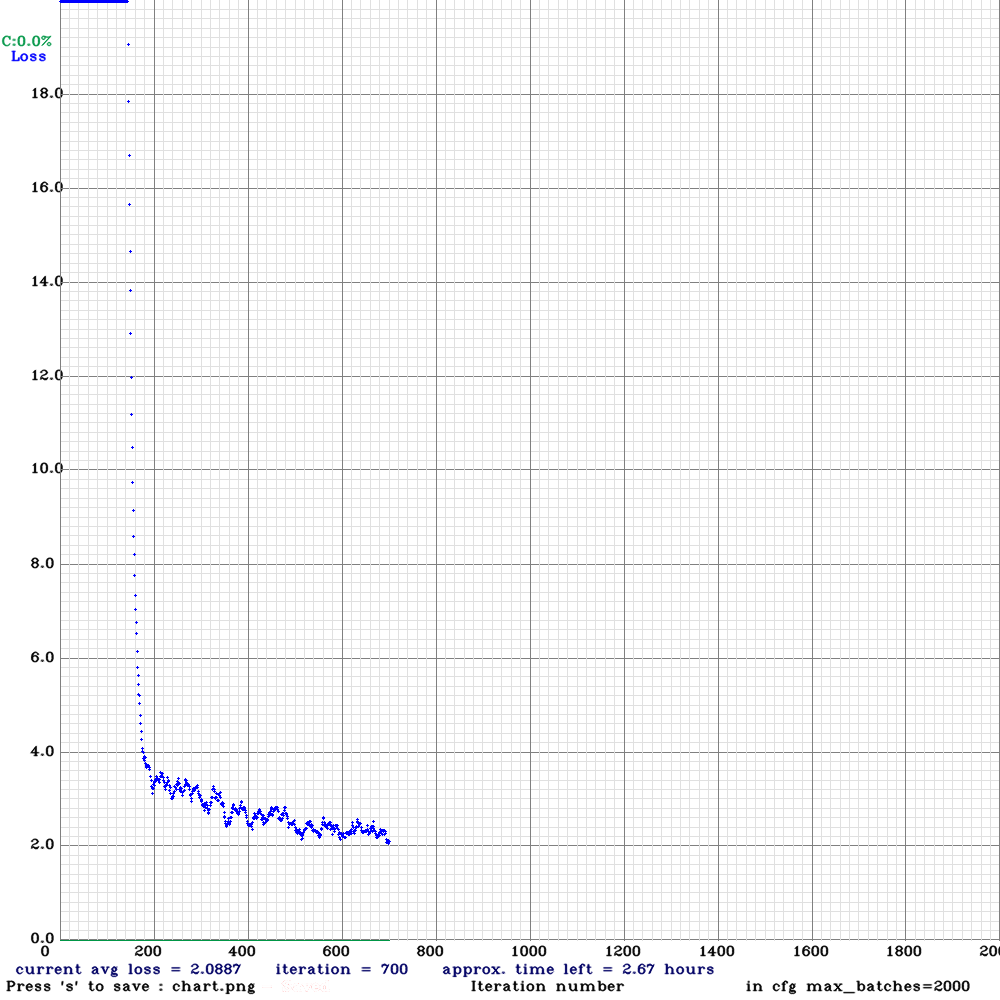 C:0.0%
Loss
18.0
16.0
14.0
12.0
10.0
8.0
6.0
4.0
2.0
0.0
0 200 400 600 800 1000 1200 1400 1600 1800 200
current avg loss = 2.0887 iteration = 700 approx. time left = 2.67 hours
Press 's' to save : chart.png Iteration number in cfg max_batches=2000